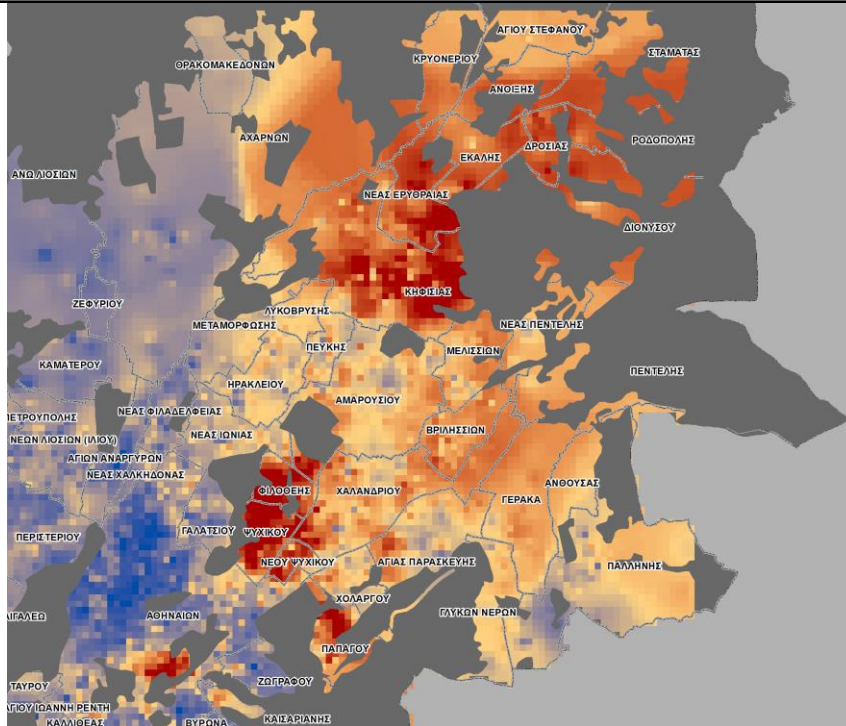 ΑΓΙΟΥ ΣΤΕΦΑΝΟΥ
ΣΤΑΜΑΤΑΣ
ΚΡΥΟΝΕΡΙΟΥ
ΘΡΑΚΟΜΑΚΕΔΟΝΩΝ
ΑΝΟΙΞΗΣ
ΑΧΑΡΝΩΝ
ΡΟΔΟΠΟΛΗΣ
ΔΡΟΣΙΑΣ
ΕΚΑΛΗΣ
ΑΝΩ ΛΙΟΣΙΩΝ
ΝΕΑΣ ΕΡΥΘΡΑΙΑΣ
ΔΙΟΝΥΣΟΥ
ΚΗΦΙΣΙΑΣ
ΖΕΦΥΡΙΟΥ
ΛΥΚΟΒΡΥΣΗΣ
ΜΕΤΑΜΟΡΦΩΣΗΣ
ΝΕΑΣ ΠΕΝΤΕΛΗΣ
ΠΕΥΚΗΣ
ΜΕΛΙΣΣΙΩΝ
ΚΑΜΑΤΕΡΟΥ
ΠΕΝΤΕΛΗΣ
ΗΡΑΚΛΕΙΟΥ
ΑΜΑΡΟΥΣΙΟΥ
ΝΕΑΣ ΦΙΛΑΔΕΛΦΕΙΑΣ
ΠΕΤΡΟΥΠΟΛΗΣ
ΒΡΙΛΗΣΣΙΩΝ
ΝΕΑΣ ΙΩΝΙΑΣ
ΝΕΩΝ ΛΙΟΣΙΩΝ (ΙΛΙΟΥ)
ΑΓΙΩΝ ΑΝΑΡΓΥΡΩΝ
ΝΕΑΣ ΧΑΛΚΗΔΟΝΑΣ
ΑΝΘΟΥΣΑΣ
ΦΙΛΟΘΕΗΣ
ΧΑΛΑΝΔΡΙΟΥ
ΓΕΡΑΚΑ
ΓΑΛΑΤΣΙΟΥ
ΨΥΧΙΚΟΥ
ΠΕΡΙΣΤΕΡΙΟΥ
ΝΕΟΥ ΨΥΧΙΚΟΥ
ΑΓΙΑΣ ΠΑΡΑΣΚΕΥΗΣ
ΠΑΛΛΗΝΗΣ
ΧΟΛΑΡΓΟΥ
ΓΛΥΚΩΝ ΝΕΡΩΝ
ΙΓΑΛΕΩ
ΑΘΗΝΑΙΩΝ
ΠΑΠΑΓΟΥ
ΖΩΓΡΑΦΟΥ
ΤΑΥΡΟΥ
ΑΓΙΟΥ ΙΩΑΝΝΗ ΡΕΝΤΗ
ΒΥΡΩΝΑ
ΚΑΙΣΑΡΙΑΝΗΣ
ΚΑΛΛΙΘΕΑΣ